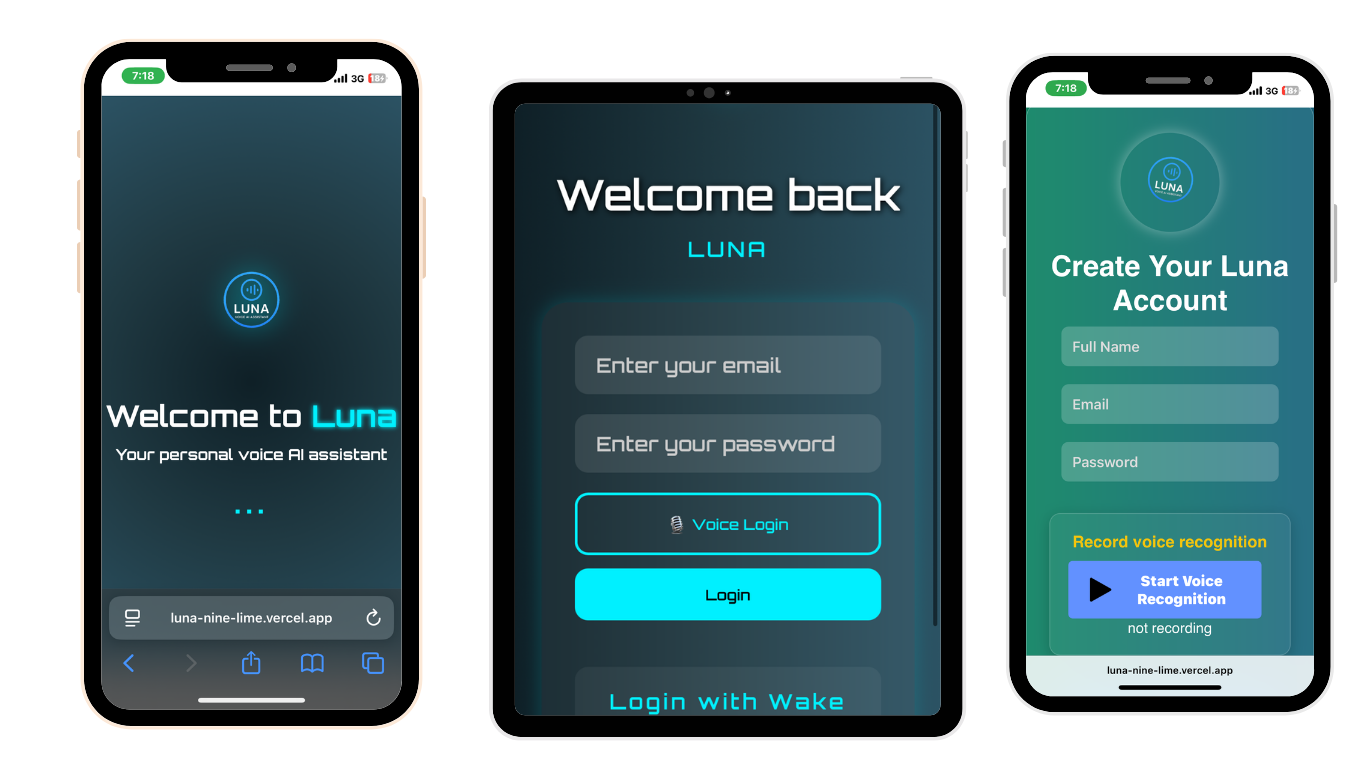 7:18
3G 18
LUNA
VOICE AI ASSISTANT
Welcome to Luna
Your personal voice AI assistant
...
luna-nine-lime.vercel.app
Welcome back
LUNA
Enter your email
Enter your password
Voice Login
Login
Login with Wake
7:18
3G 18
LUNA
Create Your Luna
Account
Full Name
Email
Password
Record voice recognition
Start Voice
Recognition
not recording
luna-nine-lime.vercel.app